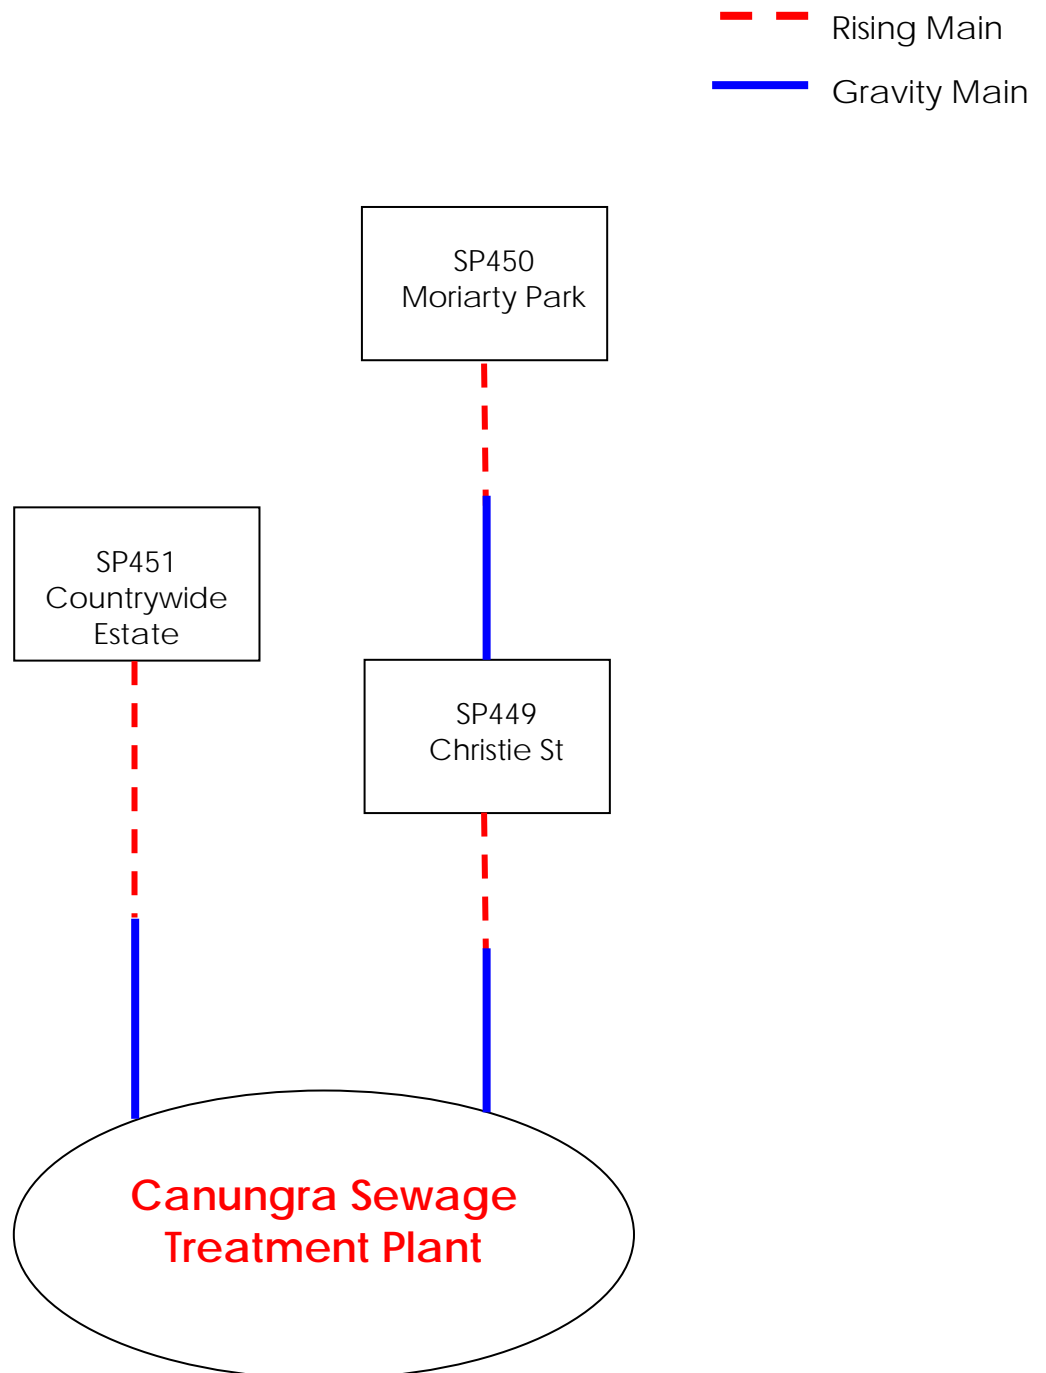 Rising Main
Gravity Main
SP450
Moriarty Park
SP451
Countrywide
Estate
SP449
Christie St
Canungra Sewage
Treatment Plant